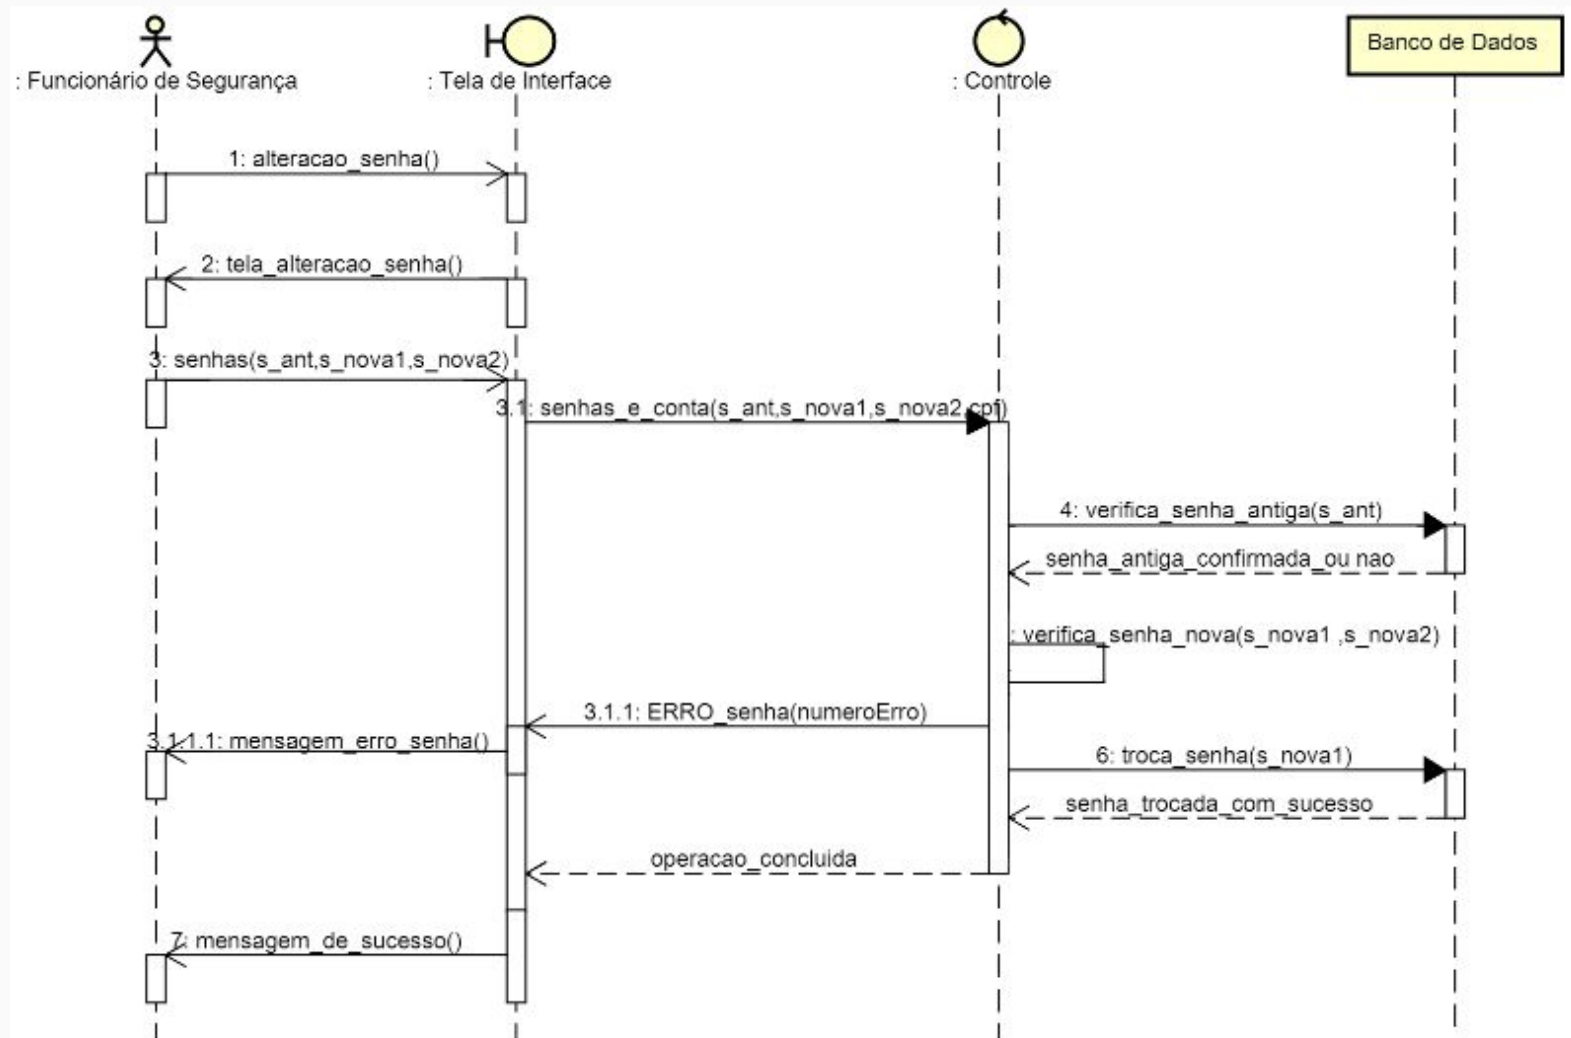 : Funcionário de Segurança
: Tela de Interface
: Controle
Banco de Dados
1: alteracao_senha()
2: tela_alteracao_senha()
3: senhas(s_ant,s_nova1,s_nova2)
3.1: senhas_e_conta(s_ant,s_nova1,s_nova2,cpf)
4: verifica_senha_antiga(s_ant)
senha_antiga_confirmada_ou nao
: verifica_senha_nova(s_nova1 ,s_nova2)
3.1.1: ERRO_senha(numeroErro)
3.1.1.1: mensagem_erro_senha()
6: troca_senha(s_nova1)
senha_trocada_com_sucesso
operacao_concluida
7: mensagem_de_sucesso()